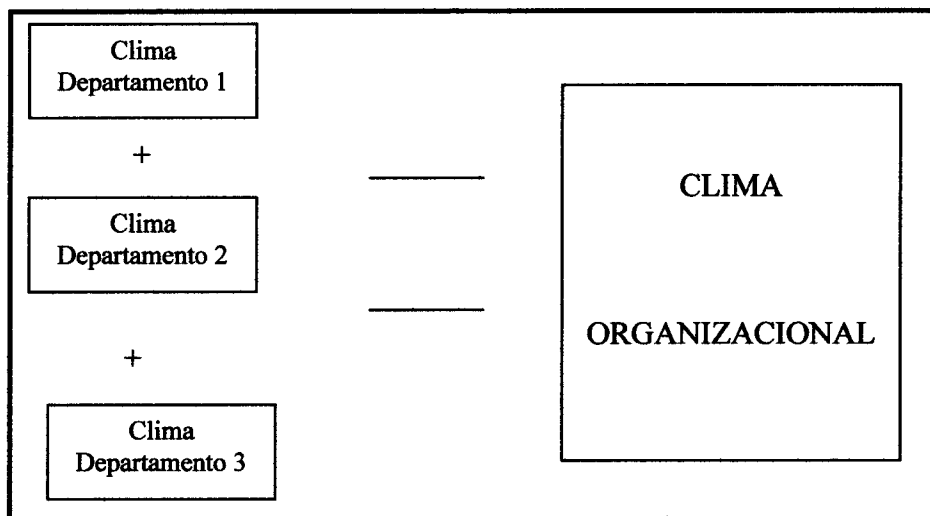 Clima
Departamento 1
+
Clima
Departamento 2
+
Clima
Departamento 3
CLIMA
ORGANIZACIONAL